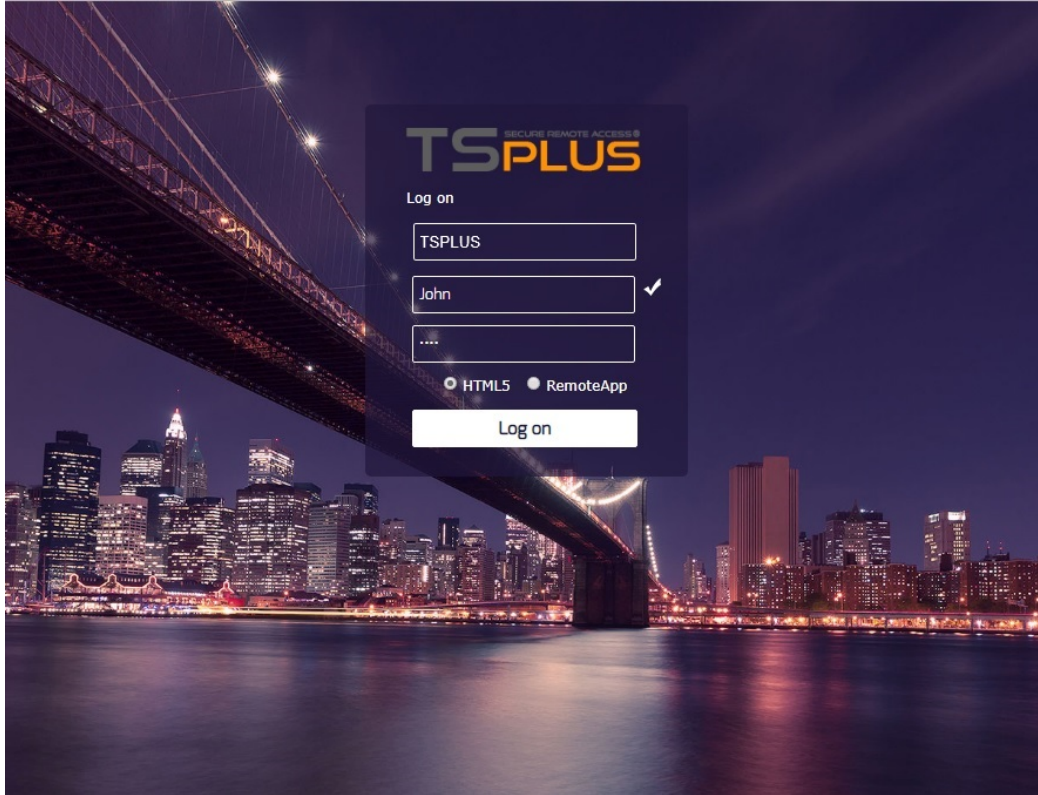 TSPLUS
SECURE REMOTE ACCESS®
Log on
TSPLUS
John
····
HTML5 RemoteApp
Log on